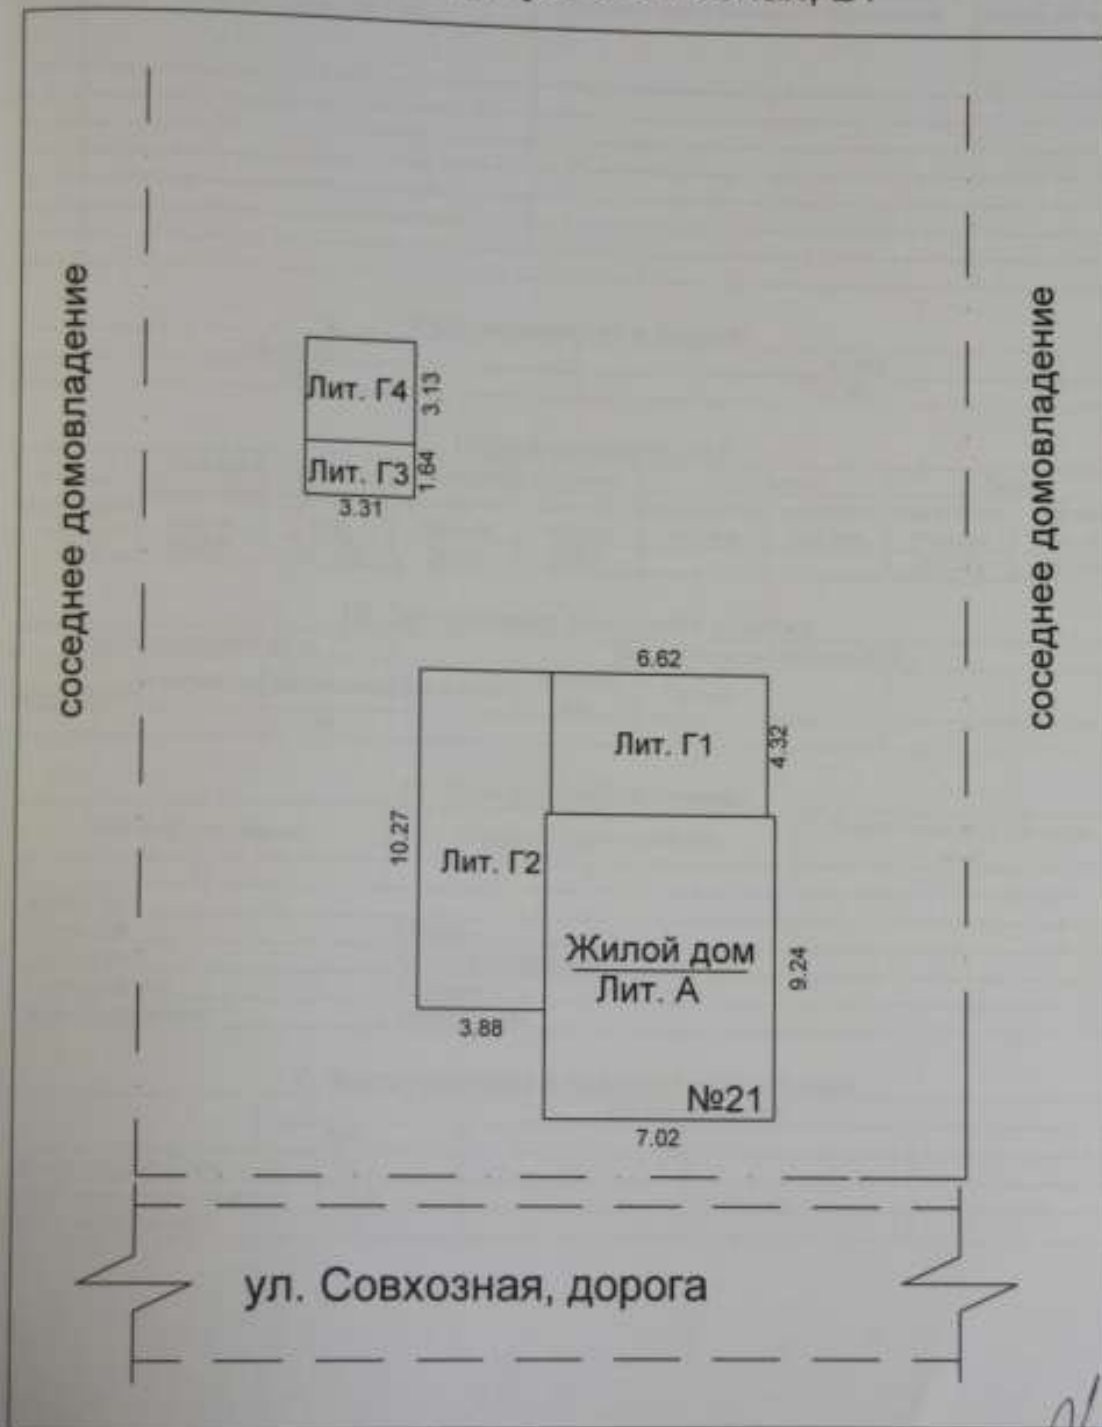 21
соседнее домовладение
соседнее домовладение
Лит. Г4
3.13
Лит. Г3
1.64
3.31
6.62
Лит. Г1
4.32
10.27
Лит. Г2
Жилой дом
Лит. А
9.24
3.88
№21
7.02
ул. Совхозная, дорога